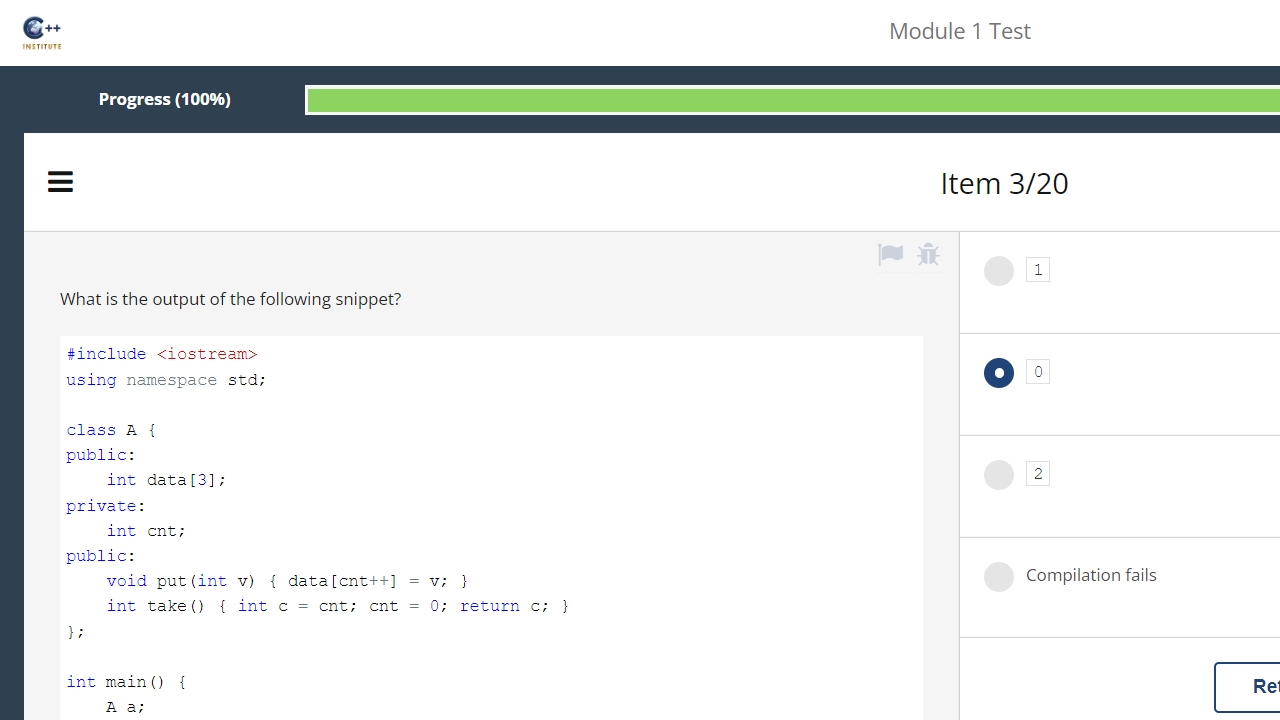 C++
INSTITUTE
Module 1 Test
Progress (100%)
Item 3/20
What is the output of the following snippet?
#include <iostream>
using namespace std;
class A {
public:
int data[3];
private:
int cnt;
public:
void put(int v) { data[cnt++] = v; }
int take() { int c = cnt; cnt = 0; return c; }
};
int main() {
A a;
1
0
2
Compilation fails
Ret